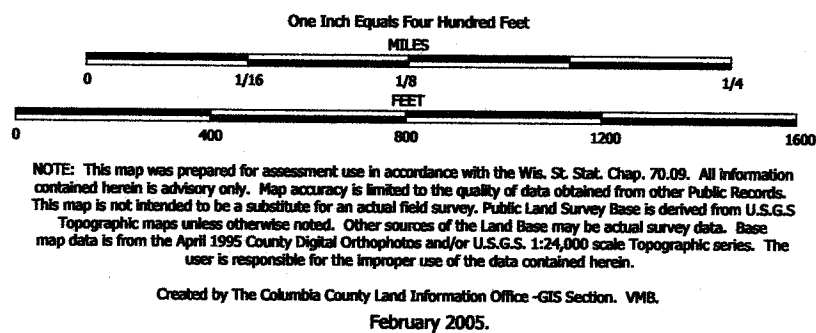 One Inch Equals Four Hundred Feet
MILES
0 1/16 1/8 1/4
FEET
0 400 800 1200 1600
NOTE: This map was prepared for assessment use in accordance with the Wis. St. Stat. Chap. 70.09. All information
contained herein is advisory only. Map accuracy is limited to the quality of data obtained from other Public Records.
This map is not intended to be a substitute for an actual field survey. Public Land Survey Base is derived from U.S.G.S
Topographic maps unless otherwise noted. Other sources of the Land Base may be actual survey data. Base
map data is from the April 1995 County Digital Orthophotos and/or U.S.G.S. 1:24,000 scale Topographic series. The
user is responsible for the improper use of the data contained herein.
Created by The Columbia County Land Information Office -GIS Section. VMB.
February 2005.